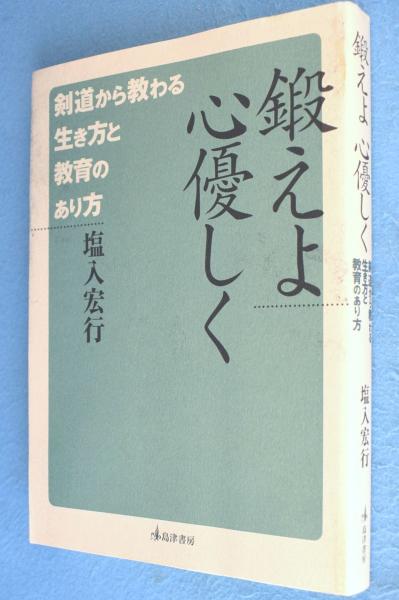 鍛えよ
心優しく
剣道から教わる
生き方と
教育の
あり方
塩入宏行
島津書房
鍛えよ 心優しく
生き方と
教育のあり方
塩入宏行